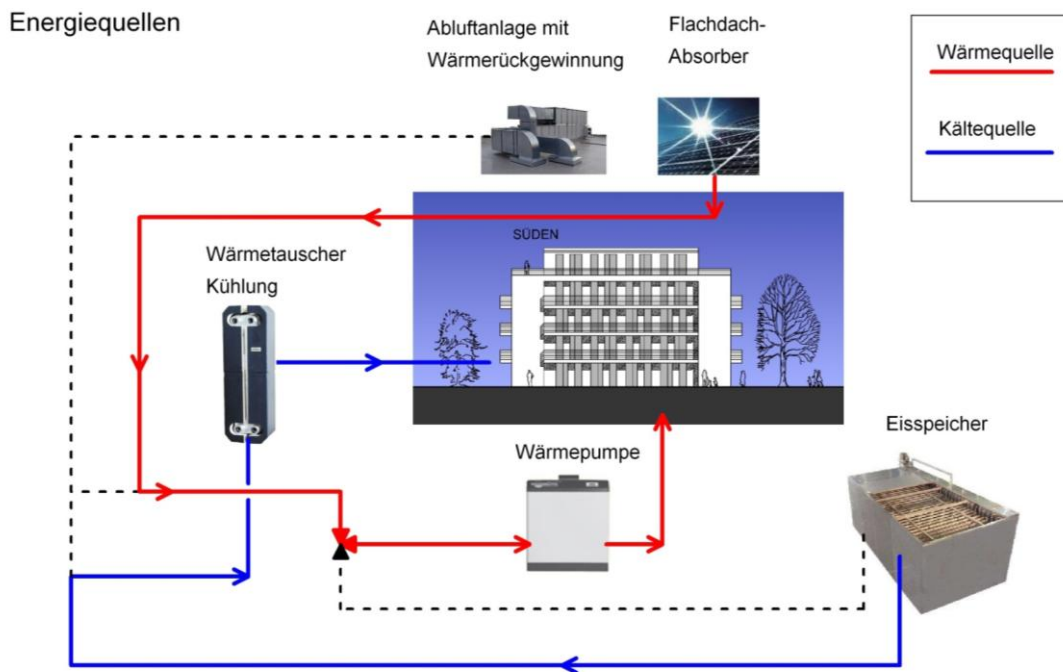 Energiequellen
Abluftanlage mit
Wärmerückgewinnung
Flachdach-
Absorber
Wärmequelle
Kältequelle
SÜDEN
Wärmetauscher
Kühlung
Wärmepumpe
Eisspeicher